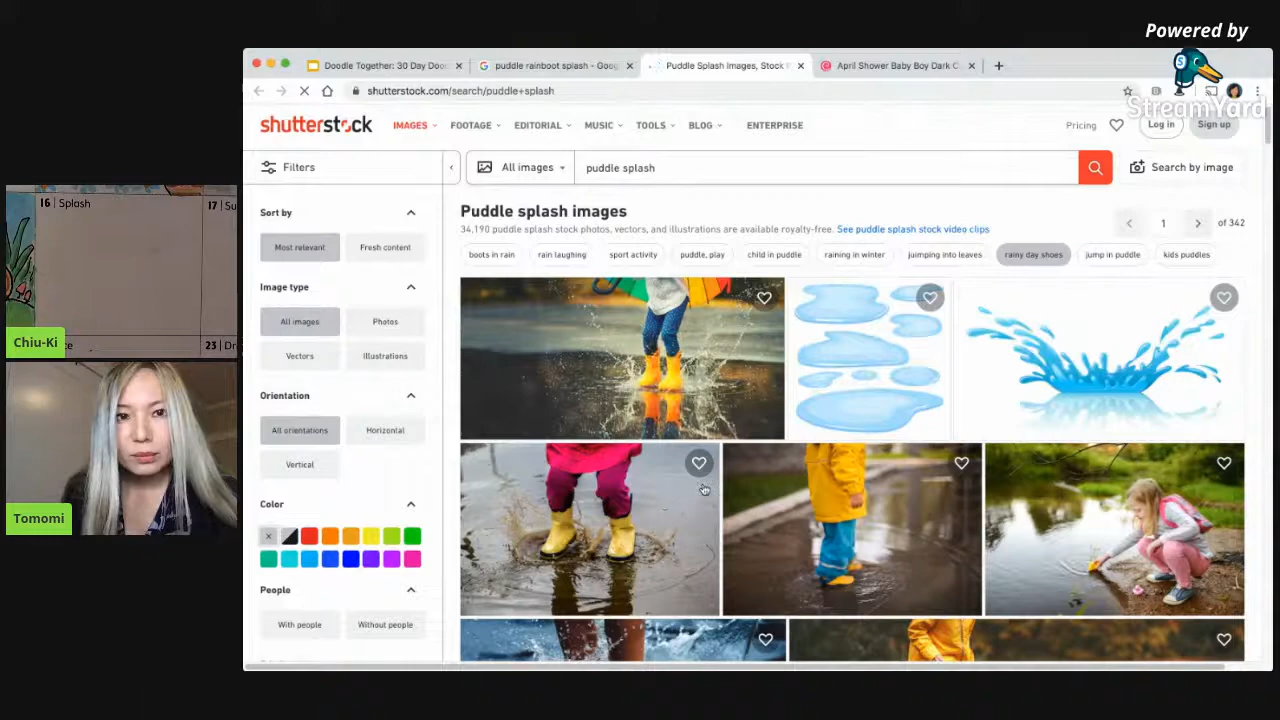 Powered by
StreamYard
Doodle Together: 30 Day Doo
puddle rainboot splash - Goog
Puddle Splash Images, Stock P
April Shower Baby Boy Dark C
shutterstock.com/search/puddle+splash
shutterstock
IMAGES
FOOTAGE
EDITORIAL
MUSIC
TOOLS
BLOG
ENTERPRISE
Pricing
Log in
Sign up
Filters
All images
puddle splash
Search by image
Sort by
Most relevant
Fresh content
Image type
All images
Photos
Vectors
Illustrations
Orientation
All orientations
Horizontal
Vertical
Color
People
With people
Without people
Puddle splash images
34,190 puddle splash stock photos, vectors, and illustrations are available royalty-free. See puddle splash stock video clips
1
of 342
boots in rain
rain laughing
sport activity
puddle, play
child in puddle
raining in winter
juimping into leaves
rainy day shoes
jump in puddle
kids puddles
16 | Splash
17 | Su
23 | Dr
Chiu-Ki
Tomomi